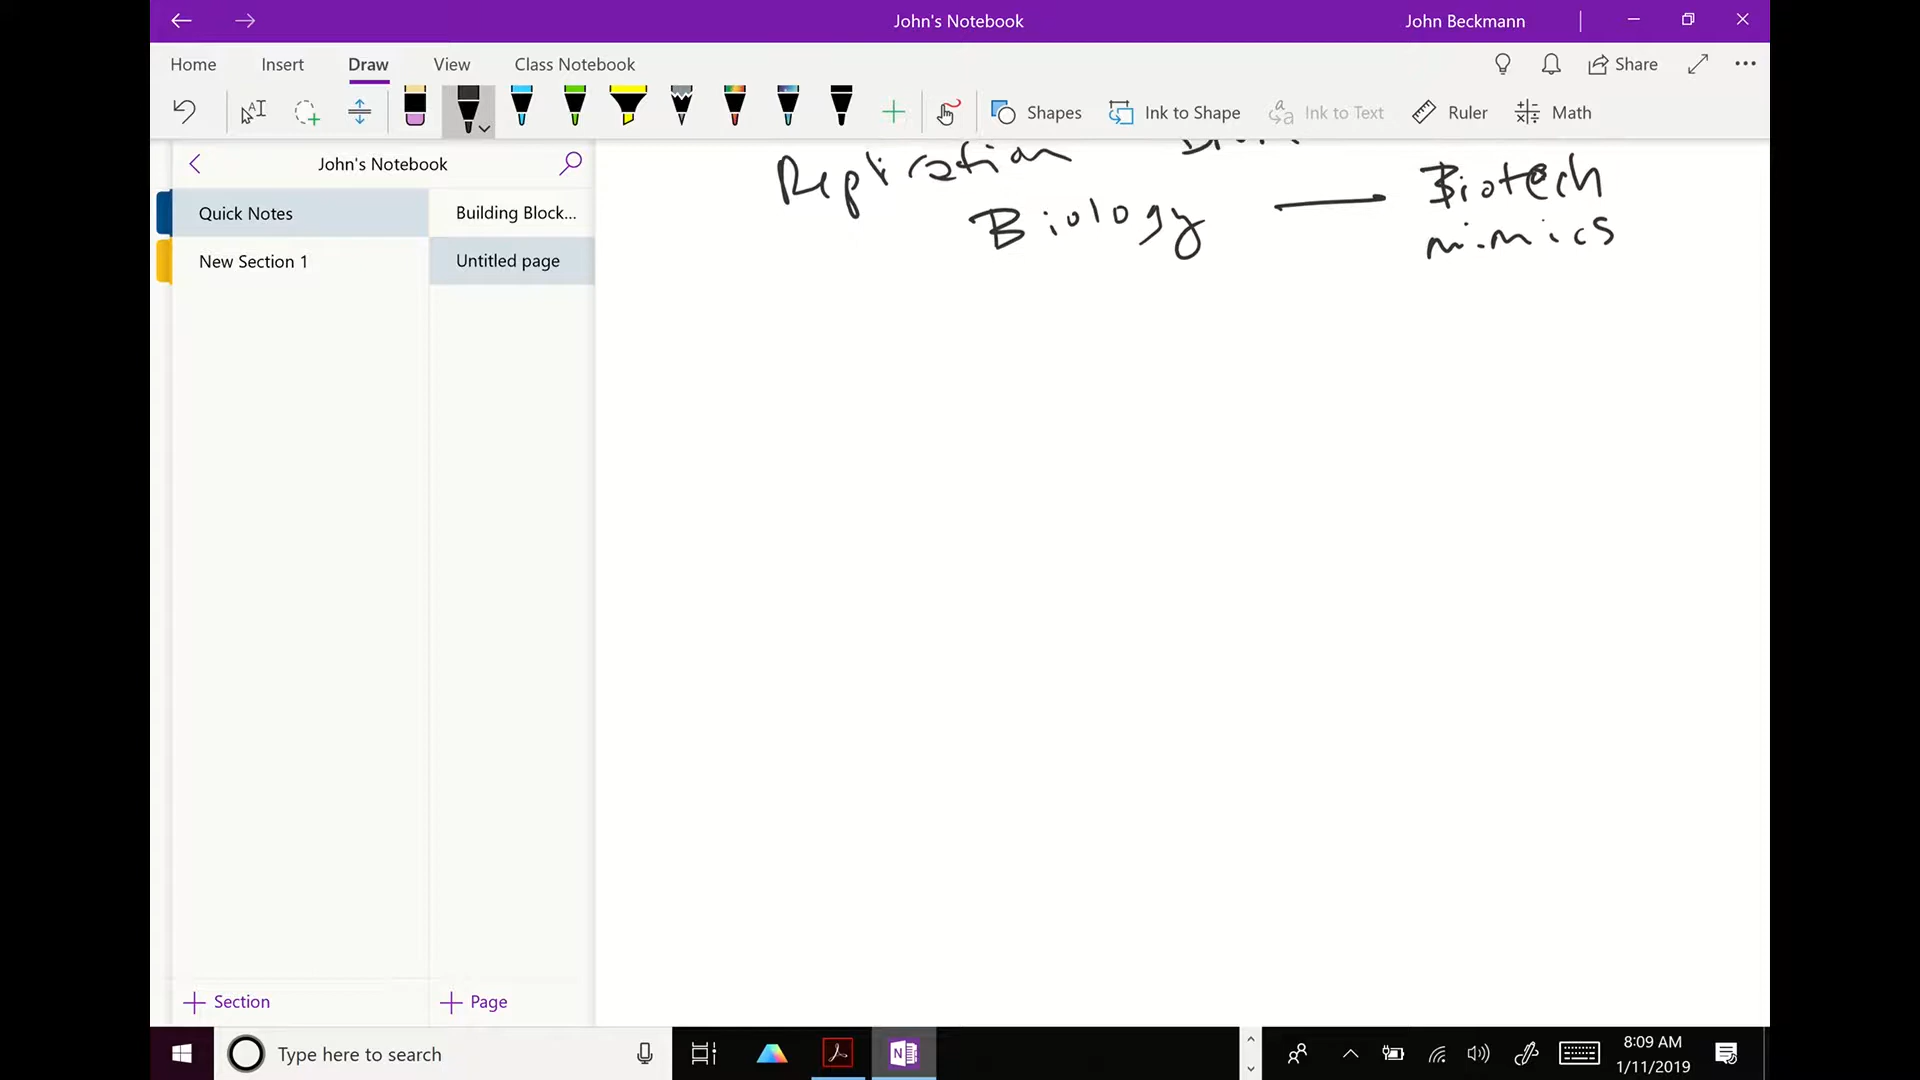 John's Notebook
John Beckmann
Home Insert Draw View Class Notebook
Share
Shapes Ink to Shape Ink to Text Ruler Math
John's Notebook
Quick Notes
New Section 1
Building Block...
Untitled page
Biology
Biotech
mimics
Section
Page
Type here to search
8:09 AM
1/11/2019